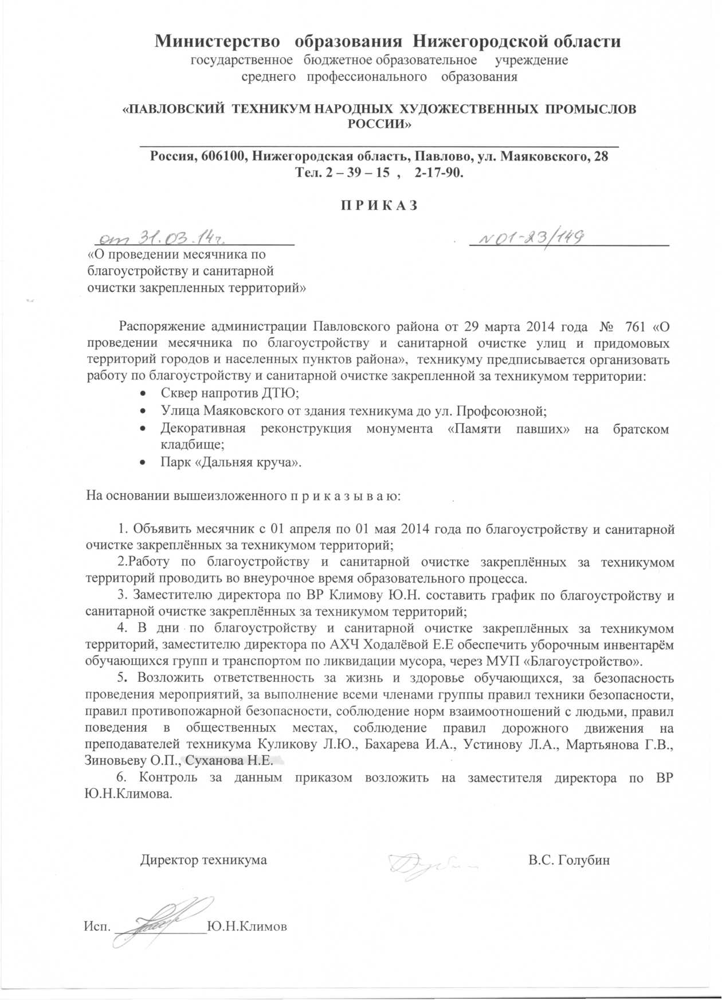 Министерство образования Нижегородской области
государственное бюджетное образовательное учреждение
среднего профессионального образования
«ПАВЛОВСКИЙ ТЕХНИКУМ НАРОДНЫХ ХУДОЖЕСТВЕННЫХ ПРОМЫСЛОВ
РОССИИ»
Россия, 606100, Нижегородская область, Павлово, ул. Маяковского, 28
Тел. 2 – 39 – 15 , 2-17-90.
П Р И К А З
от 31.03.14г. № 01-23/149
«О проведении месячника по
благоустройству и санитарной
очистки закрепленных территорий»
Распоряжение администрации Павловского района от 29 марта 2014 года № 761 «О
проведении месячника по благоустройству и санитарной очистке улиц и придомовых
территорий городов и населенных пунктов района», техникуму предписывается организовать
работу по благоустройству и санитарной очистке закрепленной за техникумом территории:
• Сквер напротив ДТЮ;
• Улица Маяковского от здания техникума до ул. Профсоюзной;
• Декоративная реконструкция монумента «Памяти павших» на братском
кладбище;
• Парк «Дальняя круча».
На основании вышеизложенного п р и к а з ы в а ю:
1. Объявить месячник с 01 апреля по 01 мая 2014 года по благоустройству и санитарной
очистке закреплённых за техникумом территорий;
2.Работу по благоустройству и санитарной очистке закреплённых за техникумом
территорий проводить во внеурочное время образовательного процесса.
3. Заместителю директора по ВР Климову Ю.Н. составить график по благоустройству и
санитарной очистке закреплённых за техникумом территорий;
4. В дни по благоустройству и санитарной очистке закреплённых за техникумом
территорий, заместителю директора по АХЧ Ходалёвой Е.Е обеспечить уборочным инвентарём
обучающихся групп и транспортом по ликвидации мусора, через МУП «Благоустройство».
5. Возложить ответственность за жизнь и здоровье обучающихся, за безопасность
проведения мероприятий, за выполнение всеми членами группы правил техники безопасности,
правил противопожарной безопасности, соблюдение норм взаимоотношений с людьми, правил
поведения в общественных местах, соблюдение правил дорожного движения на
преподавателей техникума Куликову Л.Ю., Бахарева И.А., Устинову Л.А., Мартьянова Г.В.,
Зиновьеву О.П., Суханова Н.Е.
6. Контроль за данным приказом возложить на заместителя директора по ВР
Ю.Н.Климова.
Директор техникума В.С. Голубин
Исп. Ю.Н.Климов